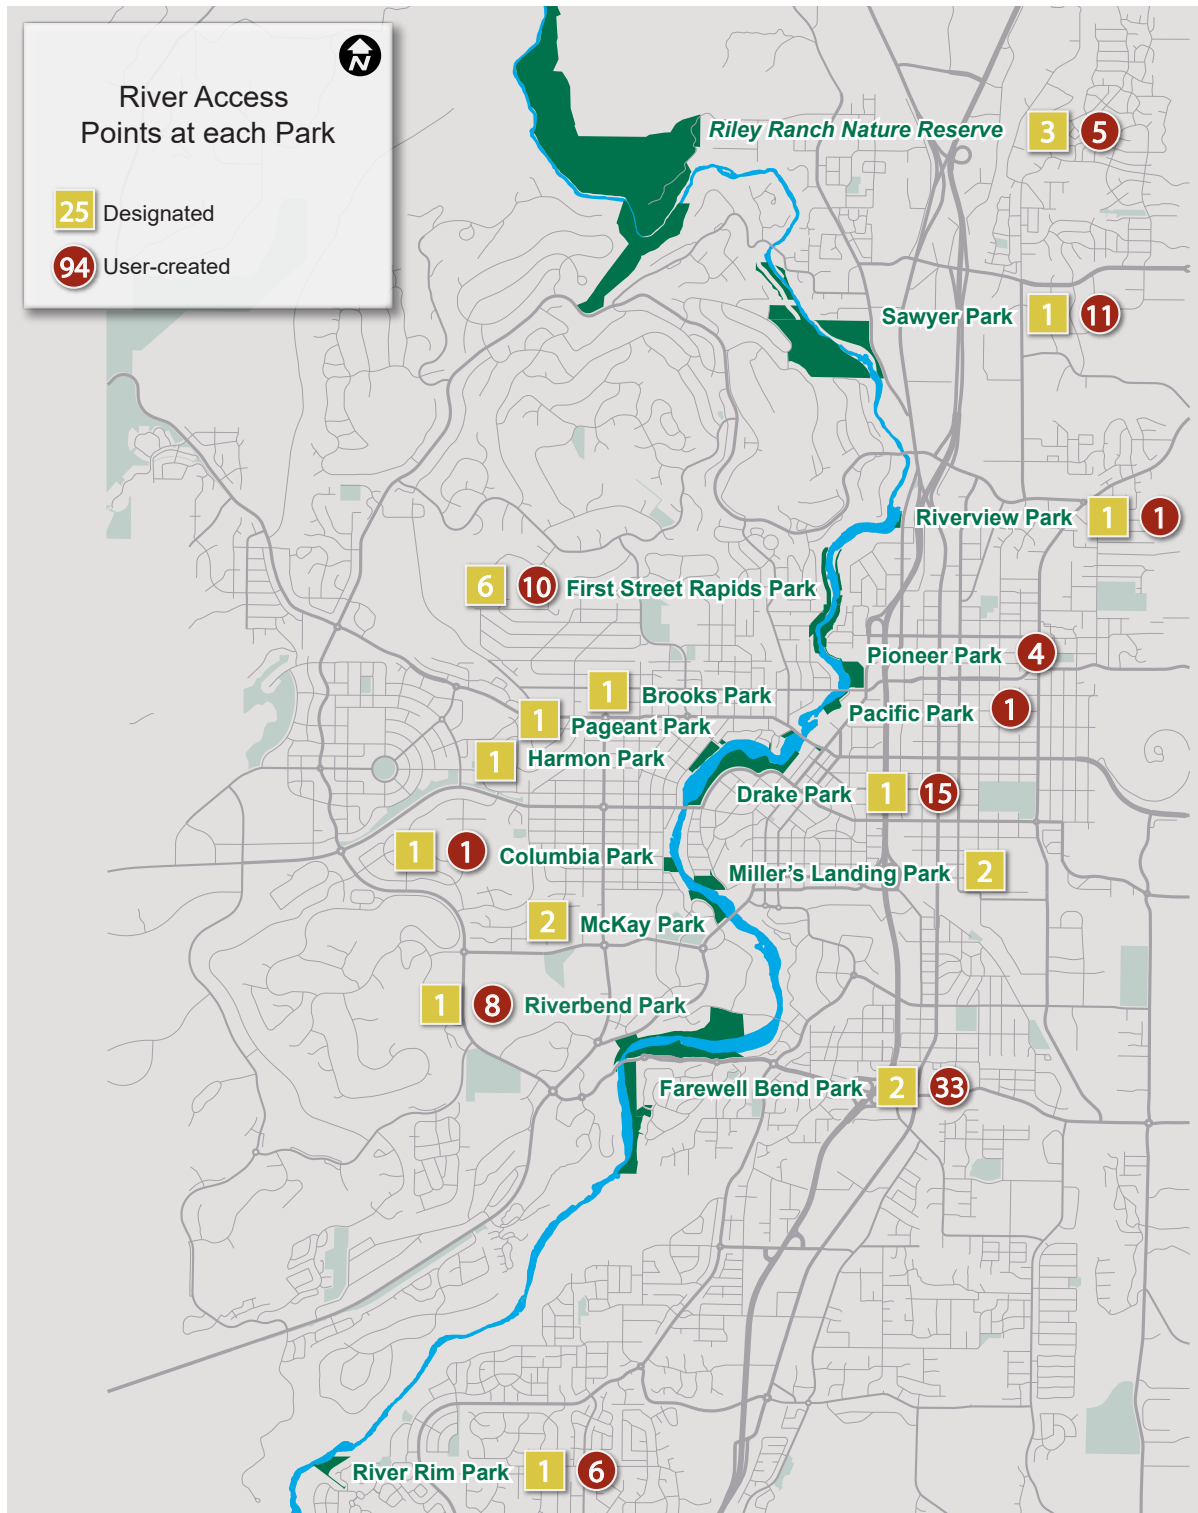 N
River Access
Points at each Park
25 Designated
94 User-created
Riley Ranch Nature Reserve 3 5
Sawyer Park 1 11
Riverview Park 1 1
6 10 First Street Rapids Park
Pioneer Park 4
1 Brooks Park
Pacific Park 1
1 Pageant Park
1 Harmon Park
Drake Park 1 15
1 1 Columbia Park
Miller's Landing Park 2
2 McKay Park
1 8 Riverbend Park
Farewell Bend Park 2 33
River Rim Park 1 6